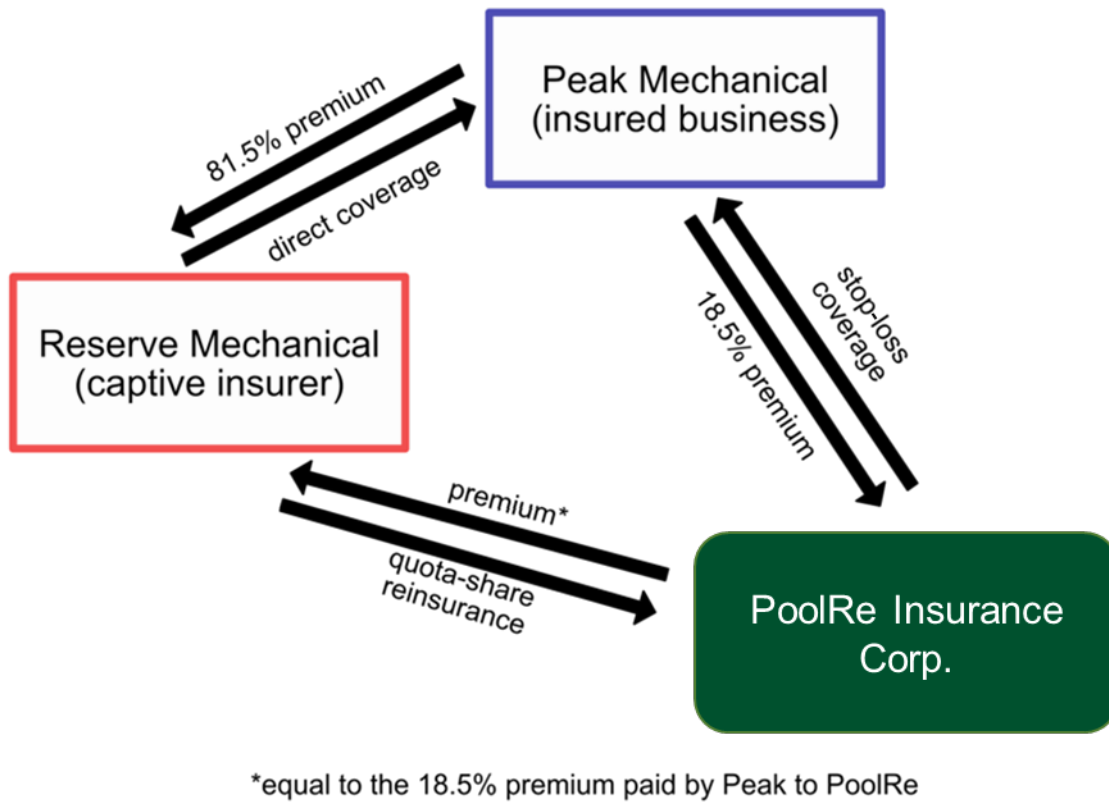 Peak Mechanical
(insured business)
81.5% premium
direct coverage
Reserve Mechanical
(captive insurer)
stop-loss
coverage
18.5% premium
premium*
quota-share
reinsurance
PoolRe Insurance
Corp.
*equal to the 18.5% premium paid by Peak to PoolRe